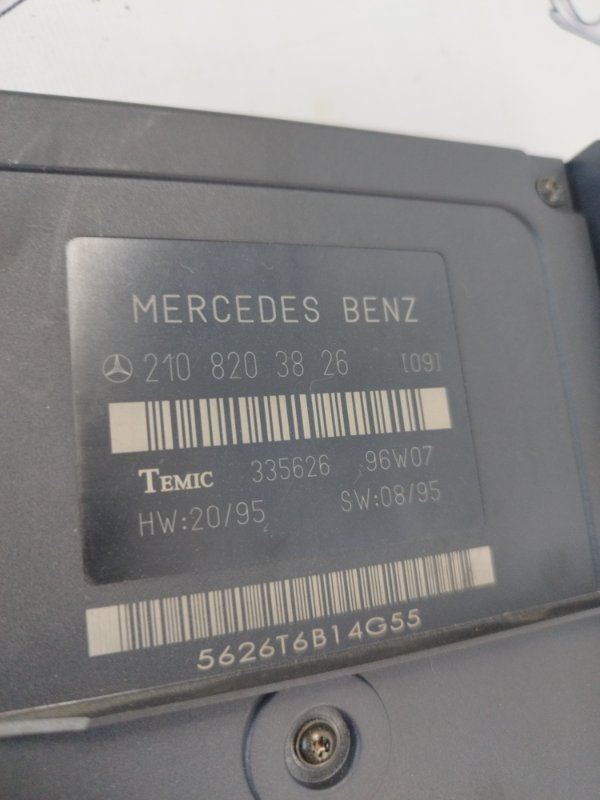 MERCEDES BENZ
210 820 38 26 [09]
TEMIC 335626 96W07
HW:20/95 SW:08/95
5626T6B14G55